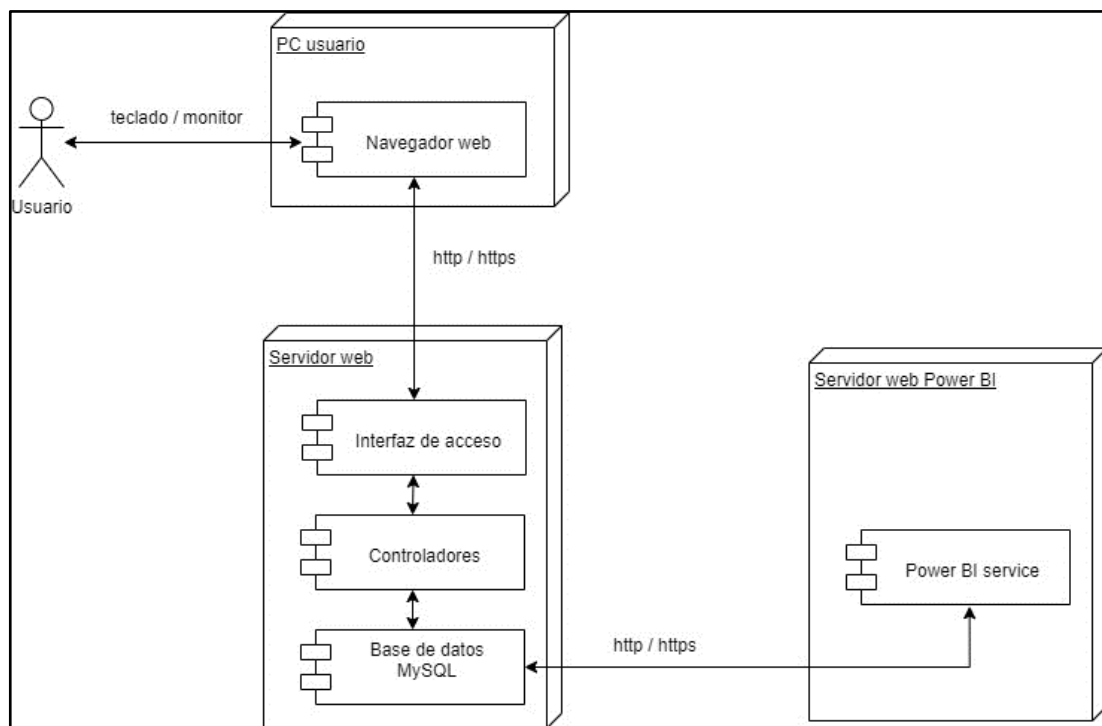 PC usuario
teclado / monitor
Navegador web
Usuario
http / https
Servidor web
Servidor web Power BI
Interfaz de acceso
Controladores
Power BI service
Base de datos
MySQL
http / https